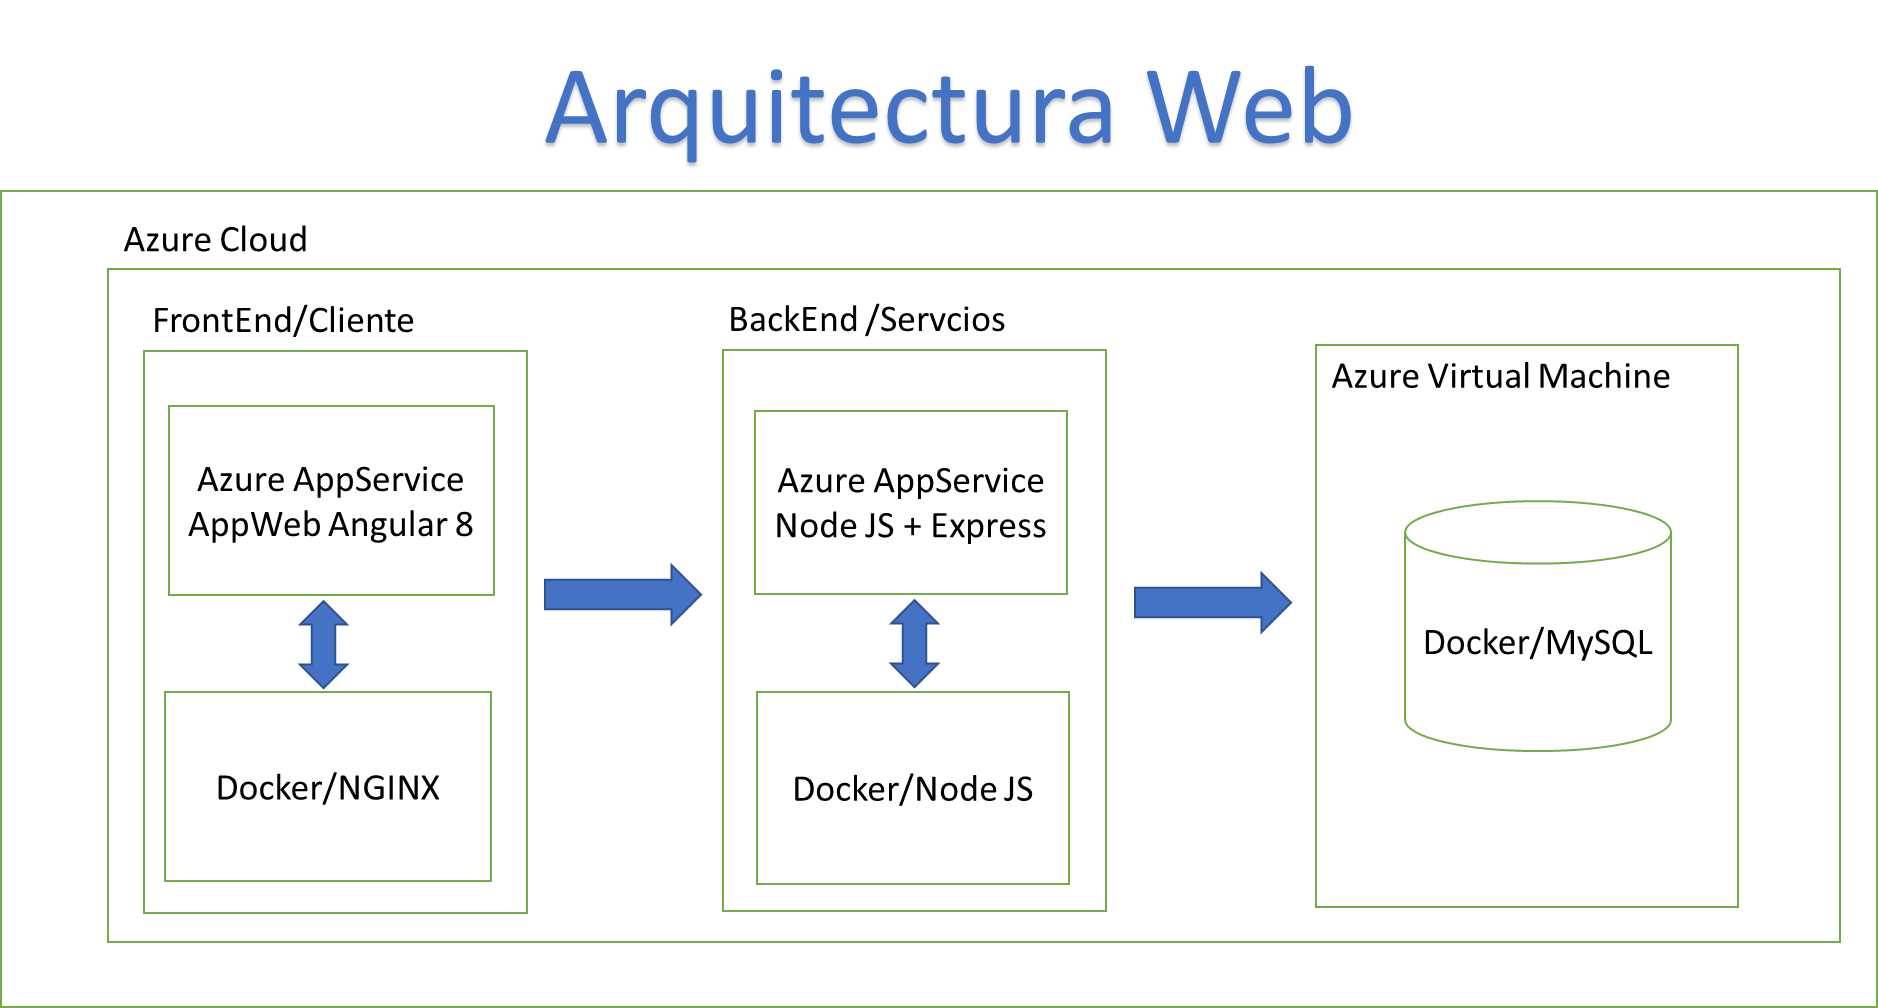 Arquitectura Web
Azure Cloud
FrontEnd/Cliente
Azure AppService
AppWeb Angular 8
Docker/NGINX
BackEnd /Servcios
Azure AppService
Node JS + Express
Docker/Node JS
Azure Virtual Machine
Docker/MySQL